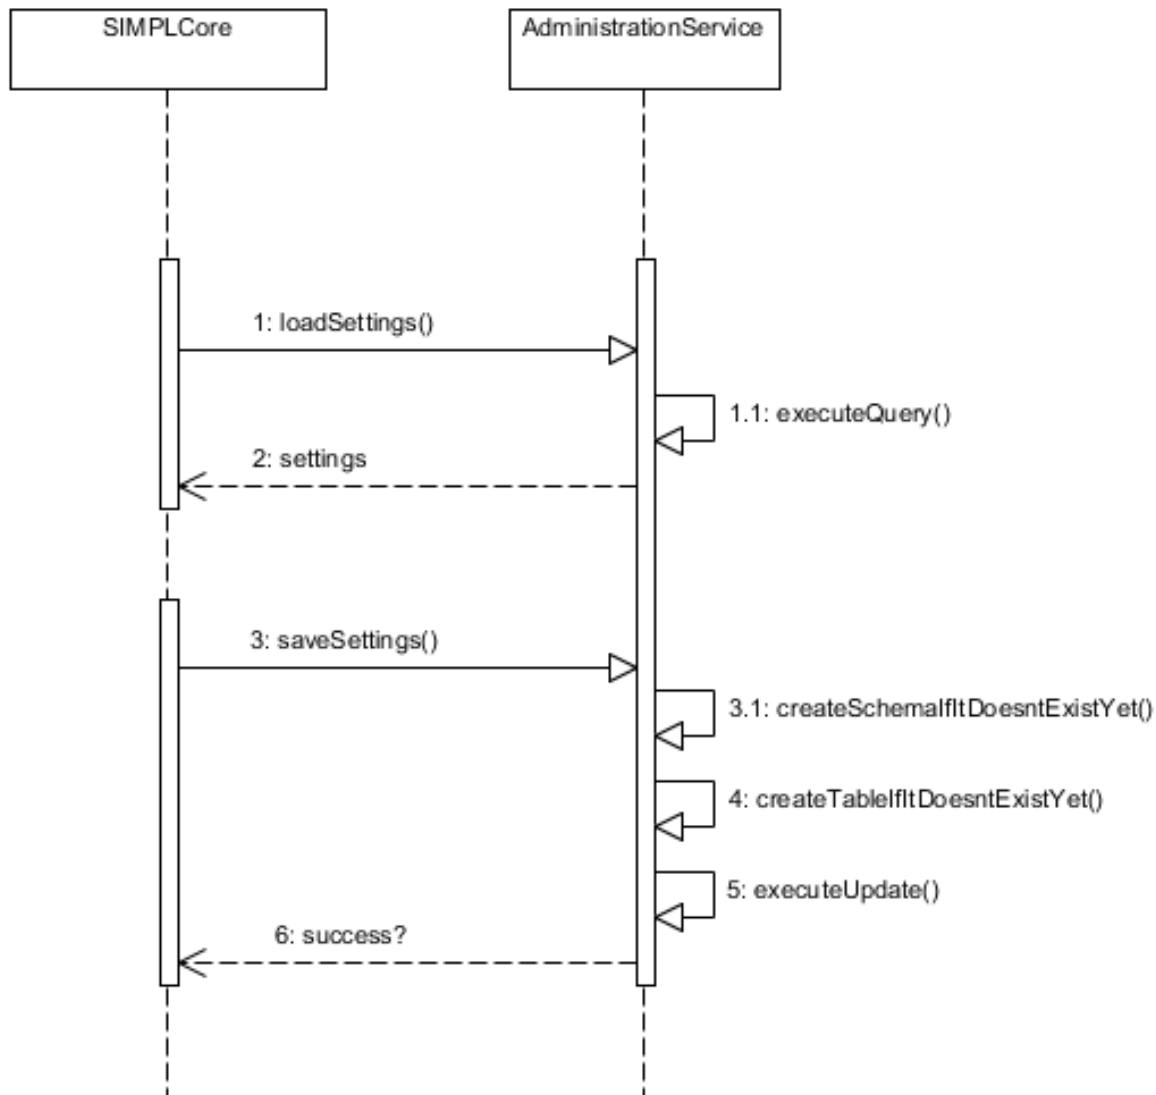 SIMPLCore
AdministrationService
1: loadSettings()
1.1: executeQuery()
2: settings
3: saveSettings()
3.1: createSchemaIfItDoesntExistYet()
4: createTableIfItDoesntExistYet()
5: executeUpdate()
6: success?